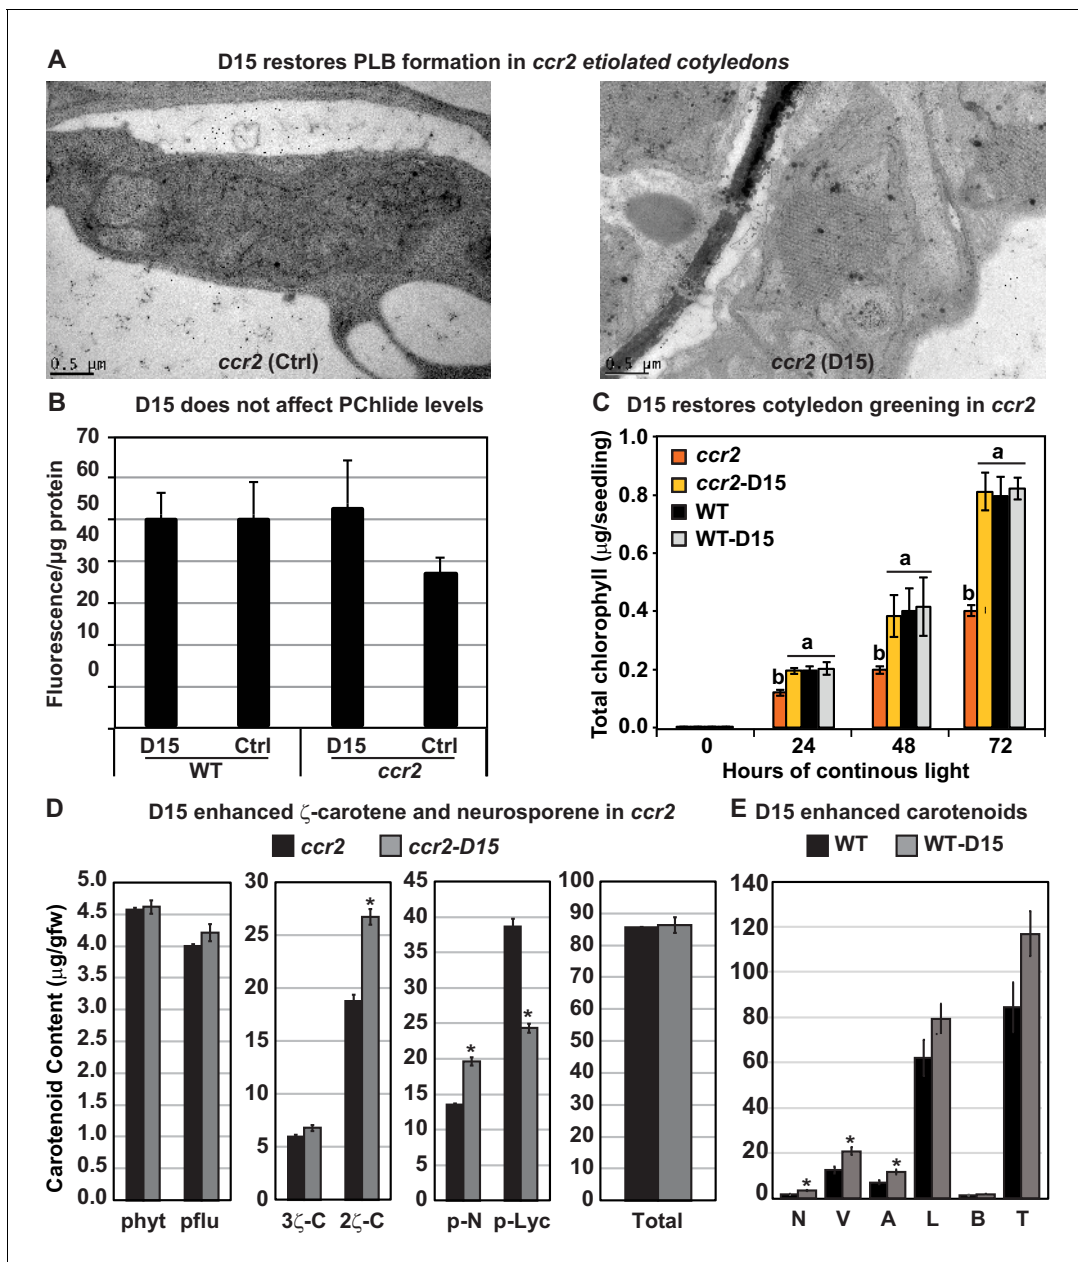 A D15 restores PLB formation in ccr2 etiolated cotyledons
0.5 μm
ccr2 (Ctrl)
0.5 μm
ccr2 (D15)
B D15 does not affect PChlide levels
Fluorescence/μg protein
70
60
50
40
30
20
10
0
D15 Ctrl D15 Ctrl
WT ccr2
C D15 restores cotyledon greening in ccr2
Total chlorophyll (μg/seedling)
1.0
0.8
0.6
0.4
0.2
0.0
ccr2
ccr2-D15
WT
WT-D15
b a
b a
b a
0 24 48 72
Hours of continous light
D D15 enhanced ζ-carotene and neurosporene in ccr2
ccr2 ccr2-D15
Carotenoid Content (μg/gfw)
5.0
4.5
4.0
3.5
3.0
2.5
2.0
1.5
1.0
0.5
0.0
phyt pflu
30
25
20
15
10
5
0
*
3ζ-C 2ζ-C
45
40
35
30
25
20
15
10
5
0
* *
p-N p-Lyc
100
90
80
70
60
50
40
30
20
10
0
Total
E D15 enhanced carotenoids
WT WT-D15
140
120
100
80
60
40
20
0
* * *
N V A L B T